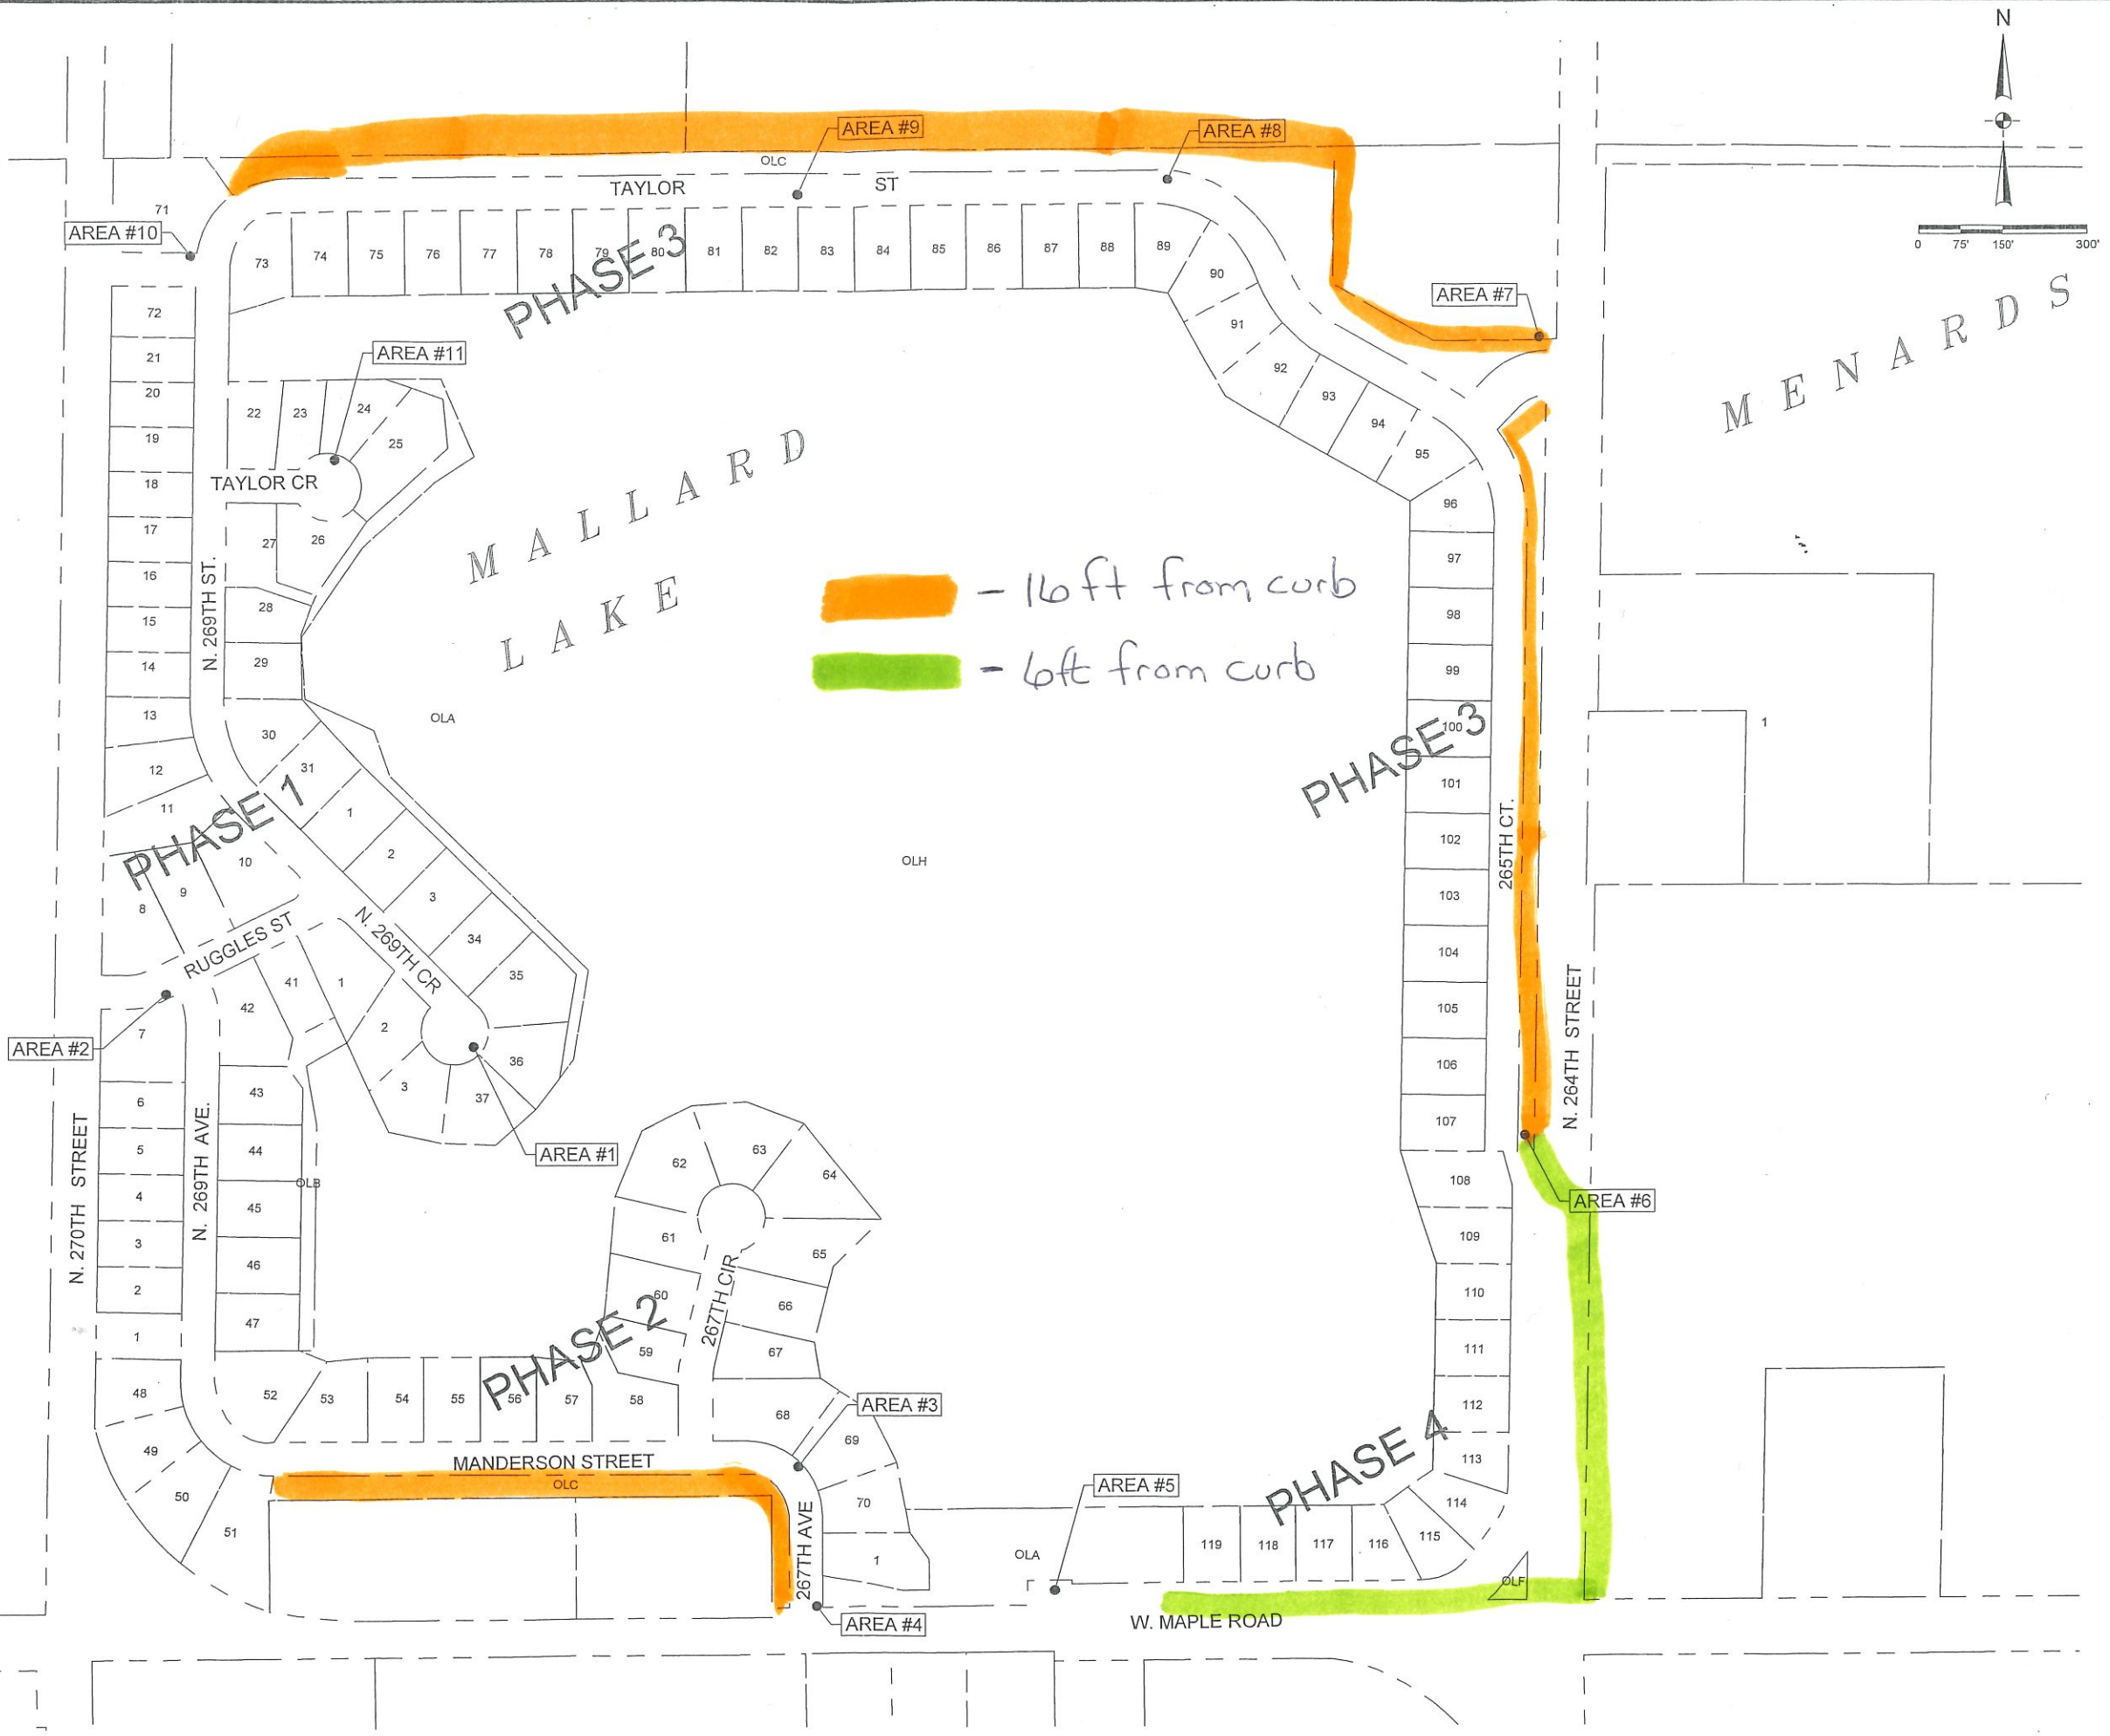 N
0 75' 150' 300'
AREA #9
AREA #8
OLC
TAYLOR ST
71
AREA #10
73 74 75 76 77 78 79 80 81 82 83 84 85 86 87 88 89
PHASE 3
90
AREA #7
MENARDS
72
91
21
AREA #11
92
20
22 23 24
93
19
25
94
MALLARD
95
18
TAYLOR CR
96
17
27 26
97
16
N. 269TH ST.
28
LAKE
- 16ft from curb
98
15
14
29
- 6ft from curb
99
13
30
OLA
100
PHASE 3
1
12
31
101
11
PHASE 1
1
102
265TH CT.
10
2
OLH
9
3
103
8
N. 269TH CR
RUGGLES ST
34
104
41 1
35
42
105
2
7
AREA #2
N. 264TH STREET
36
106
3
37
43
6
107
N. 270TH STREET
N. 269TH AVE.
5
44
AREA #1
63
62
64
108
OLB
4
AREA #6
45
61
109
3
65
46
2
60
110
66
267TH CIR
47
1
PHASE 2
59
67
111
48
52 53 54 55 56 57 58
112
68
AREA #3
49
69
PHASE 4
MANDERSON STREET
113
OLC
AREA #5
50
70
114
51
267TH AVE
115
119 118 117 116
1
OLA
OLF
W. MAPLE ROAD
AREA #4